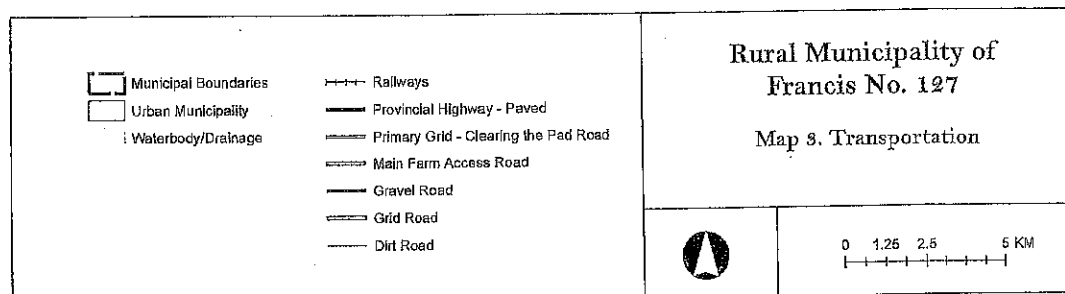 Municipal Boundaries
Urban Municipality
Waterbody/Drainage
Railways
Provincial Highway - Paved
Primary Grid - Clearing the Pad Road
Main Farm Access Road
Gravel Road
Grid Road
Dirt Road
Rural Municipality of
Francis No. 127
Map 3. Transportation
0 1.25 2.5 5 KM